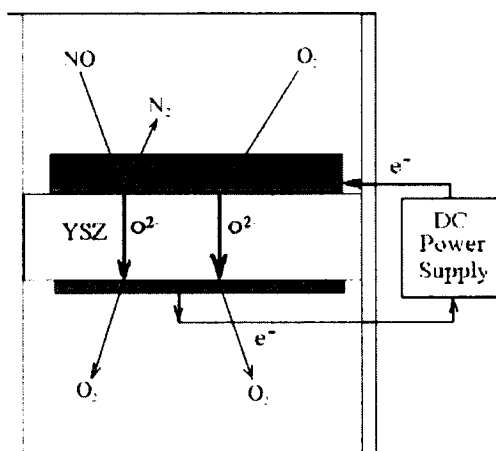 NO
O₂
N₂
e⁻
YSZ
O²⁻
O²⁻
DC
Power
Supply
e⁻
O₂
O₂